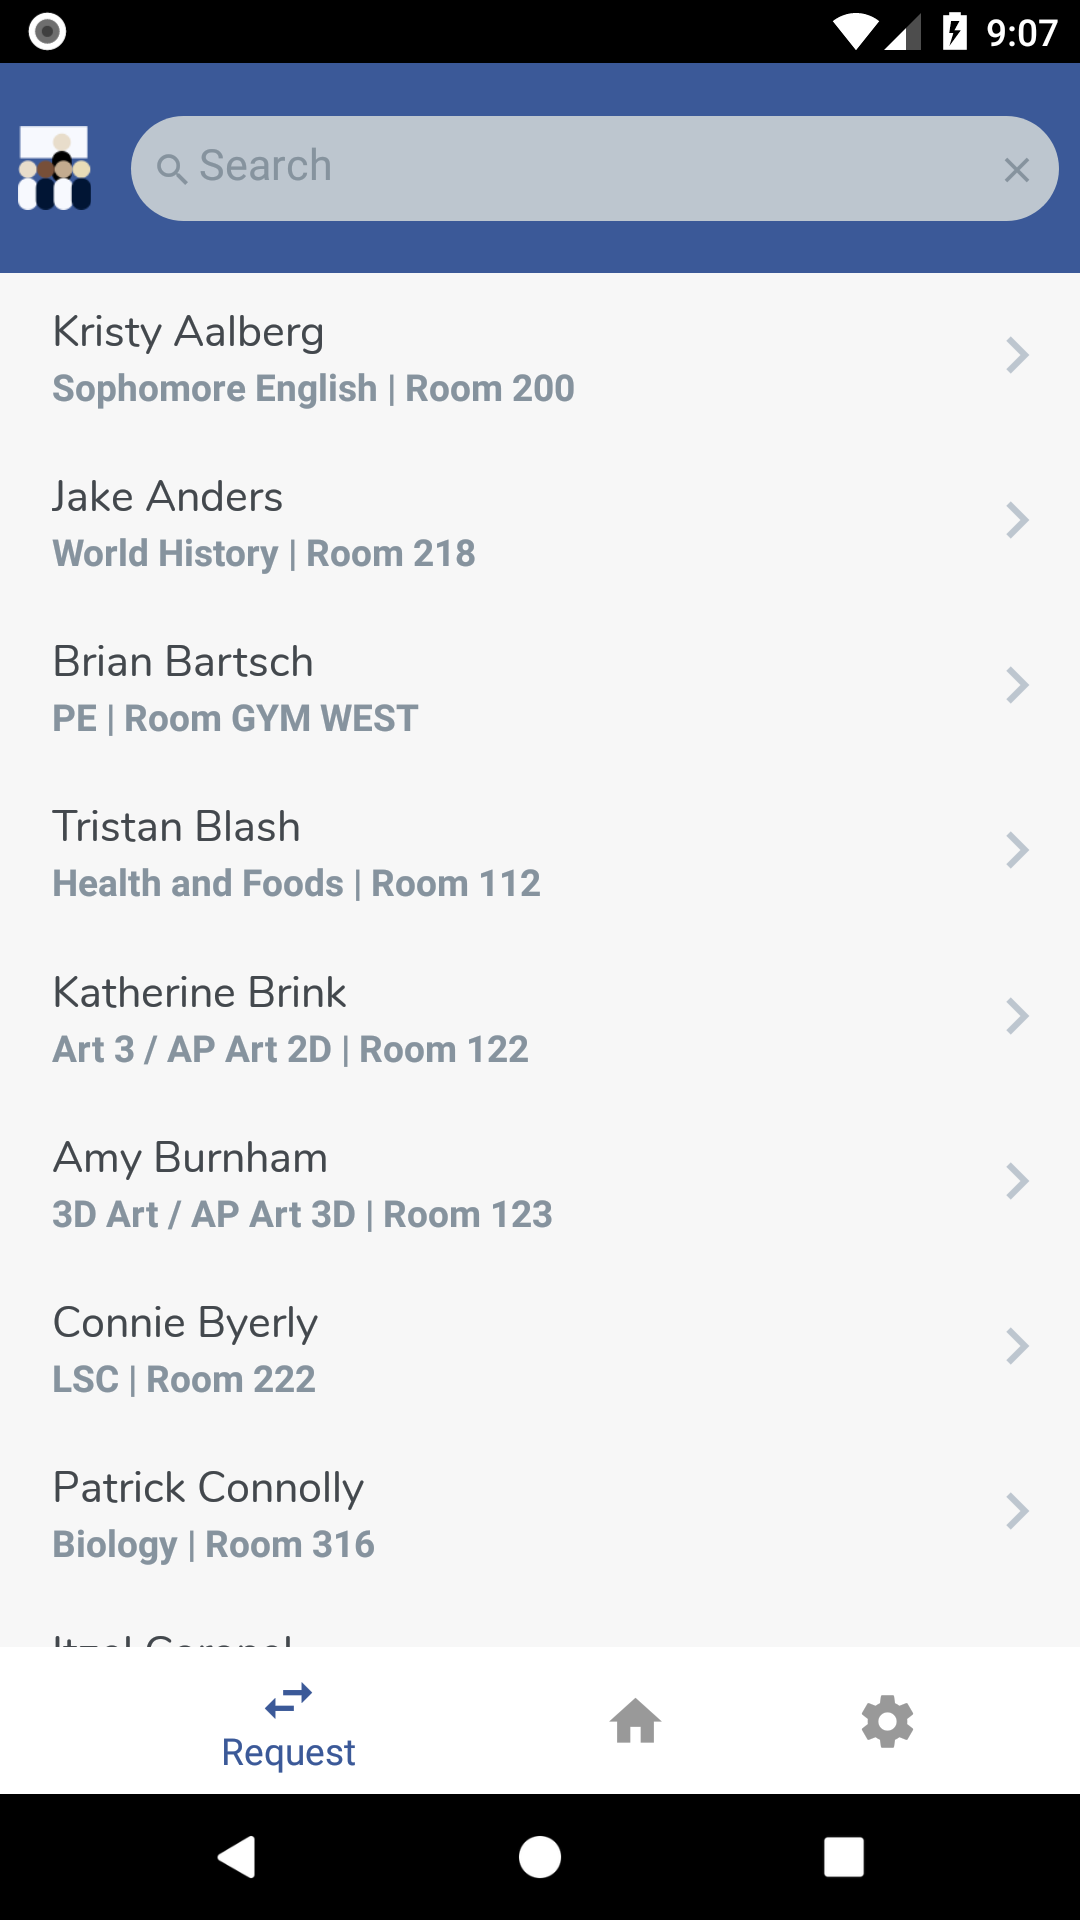 9:07
Search
Kristy Aalberg
Sophomore English | Room 200
Jake Anders
World History | Room 218
Brian Bartsch
PE | Room GYM WEST
Tristan Blash
Health and Foods | Room 112
Katherine Brink
Art 3 / AP Art 2D | Room 122
Amy Burnham
3D Art / AP Art 3D | Room 123
Connie Byerly
LSC | Room 222
Patrick Connolly
Biology | Room 316
Request